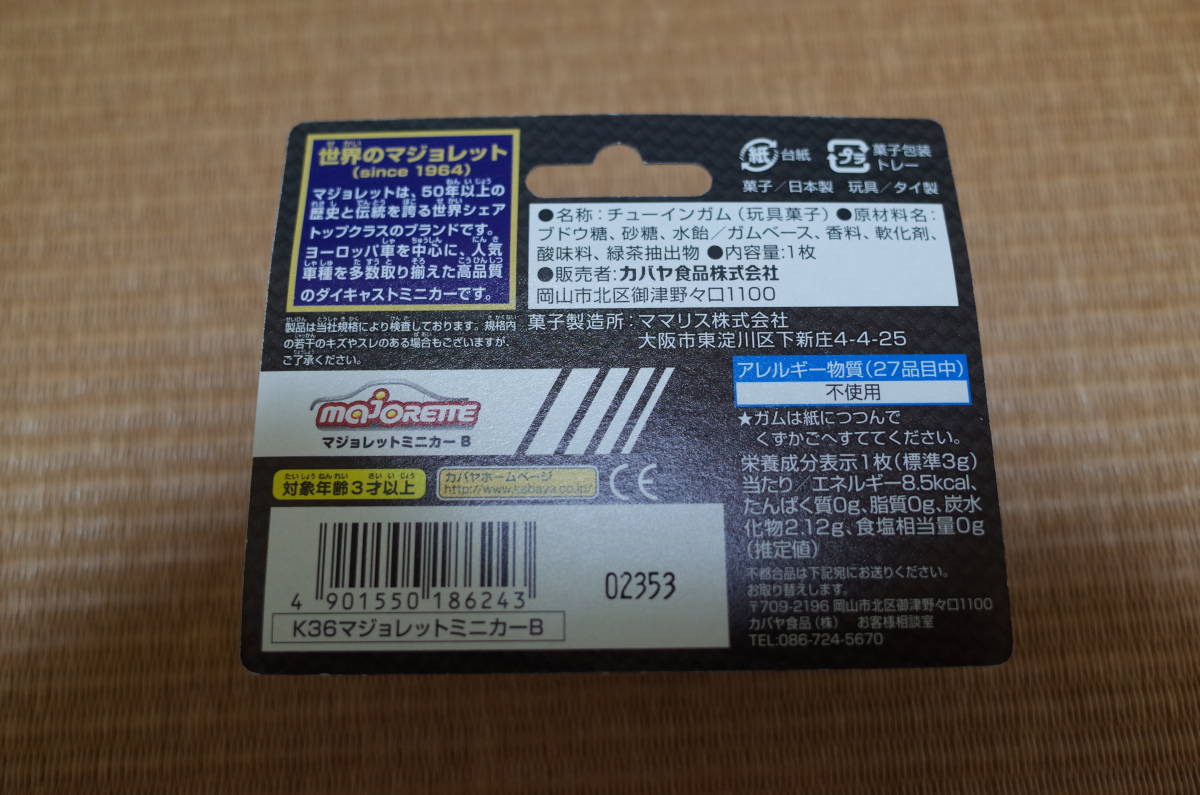 世界のマジョレット
(since 1964)
マジョレットは、50年以上の
歴史と伝統を誇る世界シェア
トップクラスのブランドです。
ヨーロッパ車を中心に、人気
車種を多数取り揃えた高品質
のダイキャストミニカーです。
製品は当社規格により検査しております。規格内
の若干のキズやスレのある場合もございますが、
ご了承ください。
majoRette
マジョレットミニカー B
対象年齢3才以上
カバヤホームページ
http://www.kabaya.co.jp/
CE
4 901550 186243
02353
K36マジョレットミニカーB
紙 台紙
プラ 菓子包装
トレー
菓子/日本製 玩具/タイ製
●名称:チューインガム(玩具菓子)●原材料名:
ブドウ糖、砂糖、水飴/ガムベース、香料、軟化剤、
酸味料、緑茶抽出物 ●内容量:1枚
●販売者:カバヤ食品株式会社
岡山市北区御津野々口1100
菓子製造所:ママリス株式会社
大阪市東淀川区下新庄4-4-25
アレルギー物質(27品目中)
不使用
★ガムは紙につつんで
くずかごへすててください。
栄養成分表示1枚(標準3g)
当たり/エネルギー8.5kcal、
たんぱく質0g、脂質0g、炭水
化物2.12g、食塩相当量0g
(推定値)
不都合品は下記宛にお送りください。
お取り替えします。
〒709-2196 岡山市北区御津野々口1100
カバヤ食品(株) お客様相談室
TEL:086-724-5670